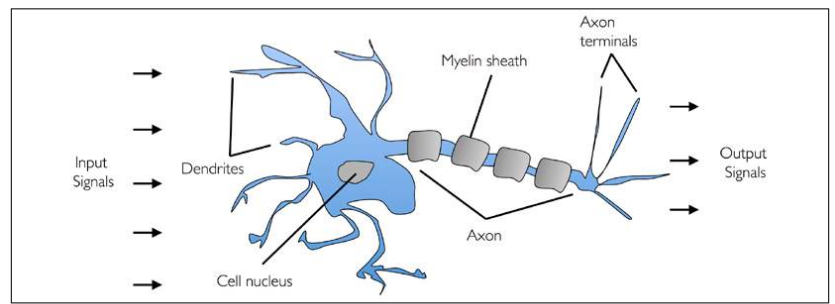 Axon
terminals
Myelin sheath
Input
Signals
Dendrites
Output
Signals
Axon
Cell nucleus